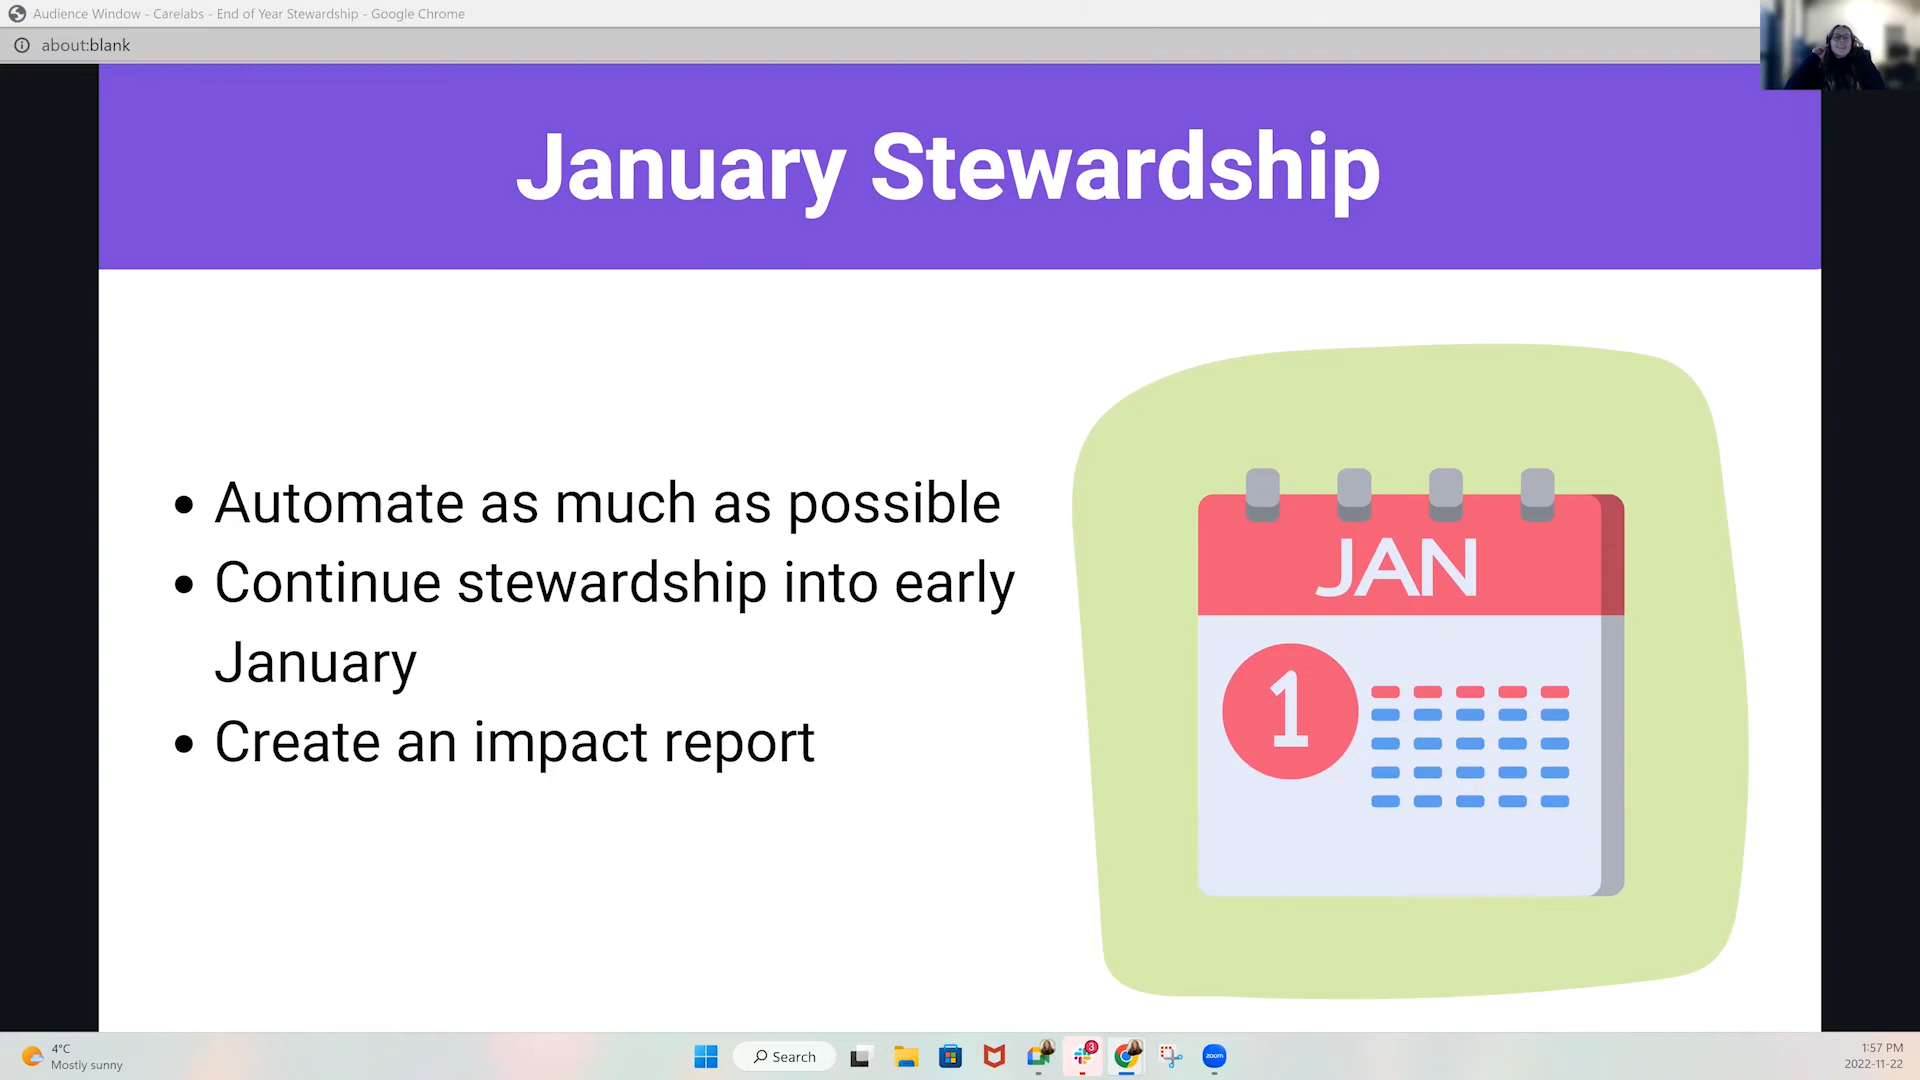 Audience Window - Carelabs - End of Year Stewardship - Google Chrome
about:blank
January Stewardship
• Automate as much as possible
• Continue stewardship into early
January
• Create an impact report
JAN
1
4°C
Mostly sunny
Search
3
zoom
1:57 PM
2022-11-22